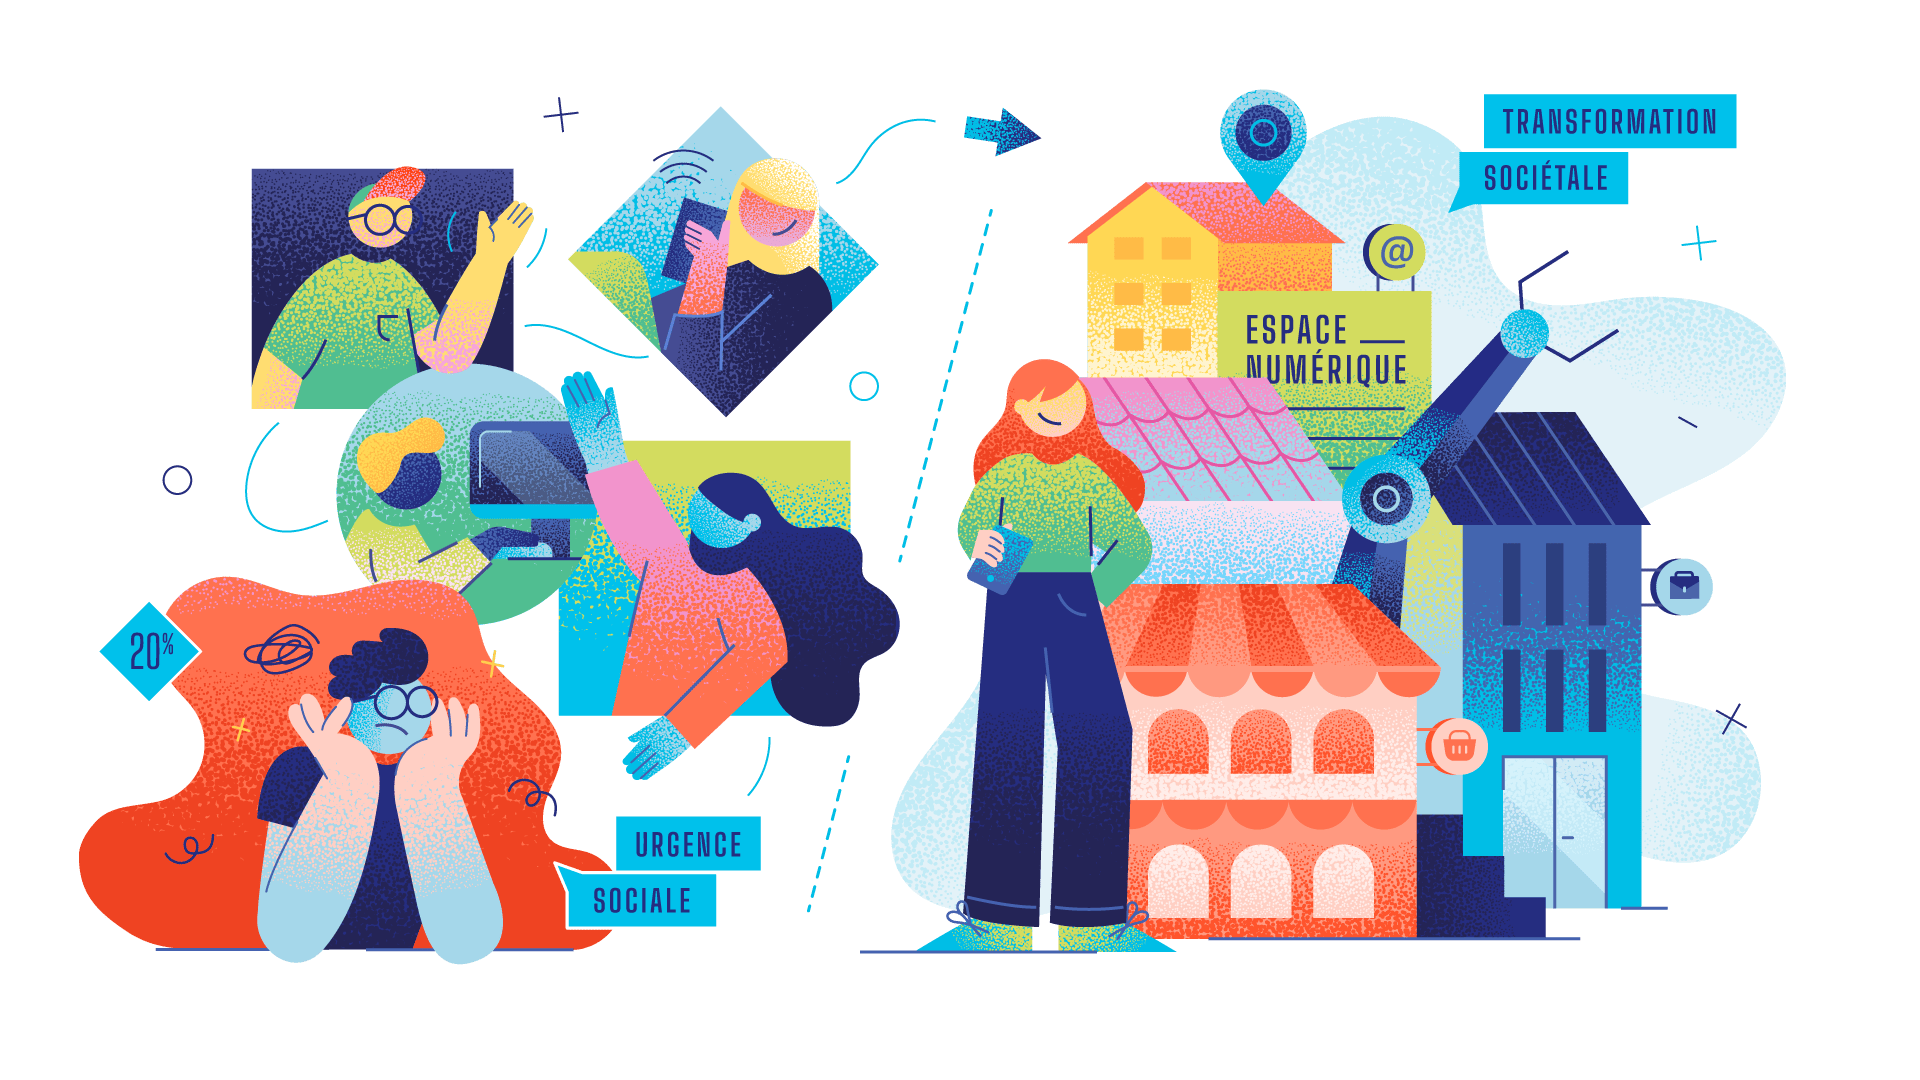 20%
URGENCE
SOCIALE
TRANSFORMATION
SOCIÉTALE
@
ESPACE
NUMÉRIQUE